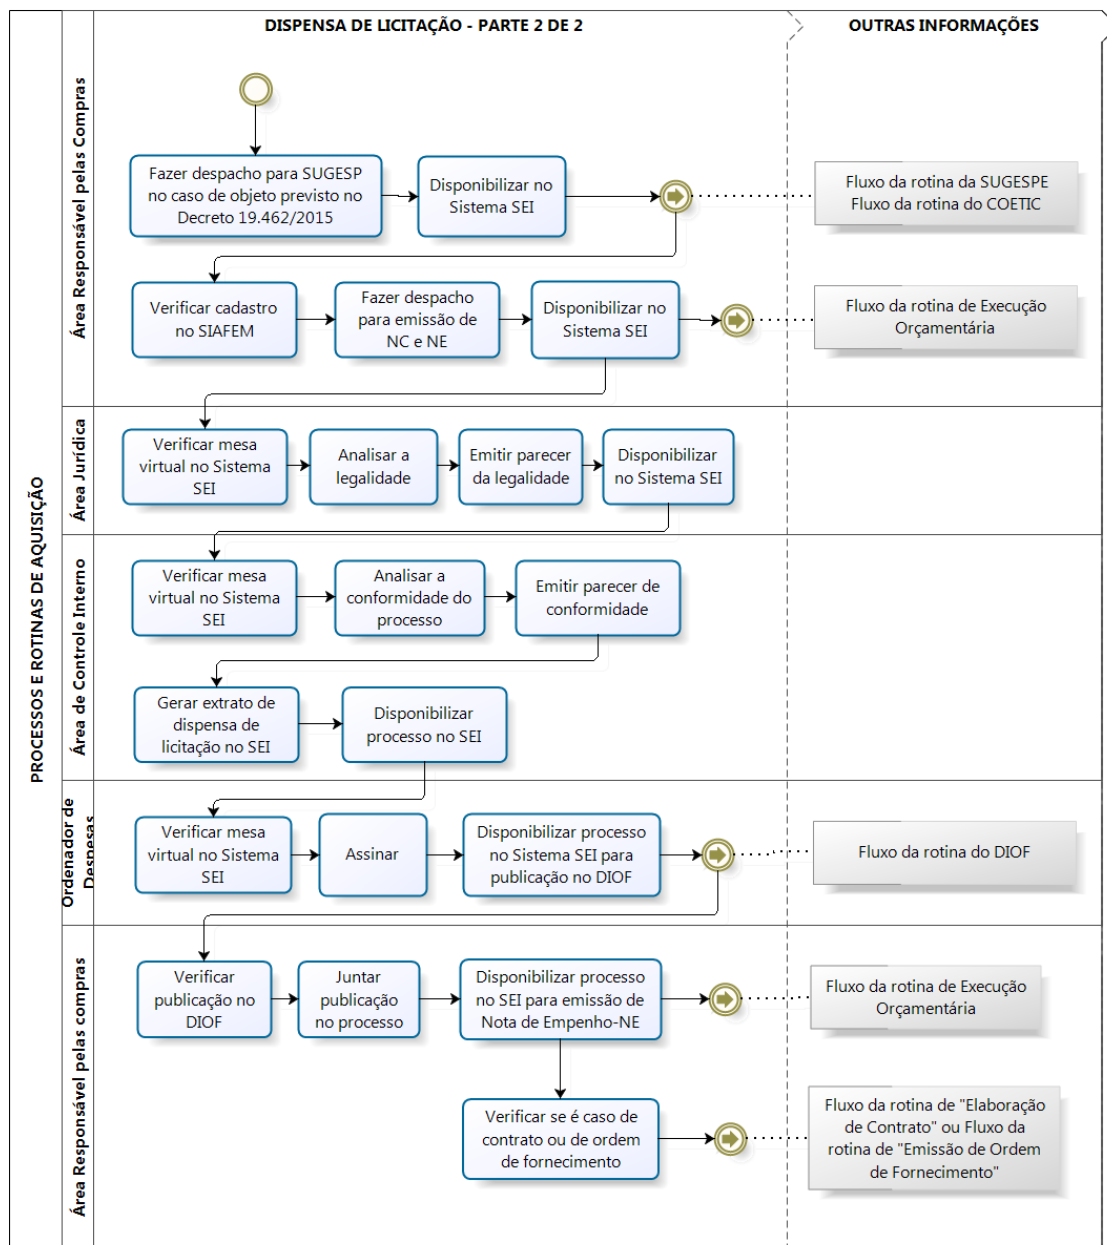 DISPENSA DE LICITAÇÃO - PARTE 2 DE 2
OUTRAS INFORMAÇÕES
PROCESSOS E ROTINAS DE AQUISIÇÃO
Área Responsável pelas Compras
Fazer despacho para SUGESP
no caso de objeto previsto no
Decreto 19.462/2015
Disponibilizar no
Sistema SEI
Fluxo da rotina da SUGESPE
Fluxo da rotina do COETIC
Verificar cadastro
no SIAFEM
Fazer despacho
para emissão de
NC e NE
Disponibilizar no
Sistema SEI
Fluxo da rotina de Execução
Orçamentária
Área Jurídica
Verificar mesa
virtual no Sistema
SEI
Analisar a
legalidade
Emitir parecer
da legalidade
Disponibilizar
no Sistema SEI
Área de Controle Interno
Verificar mesa
virtual no Sistema
SEI
Analisar a
conformidade do
processo
Emitir parecer de
conformidade
Gerar extrato de
dispensa de
licitação no SEI
Disponibilizar
processo no SEI
Ordenador de
Despesas
Verificar mesa
virtual no Sistema
SEI
Assinar
Disponibilizar processo
no Sistema SEI para
publicação no DIOF
Fluxo da rotina do DIOF
Área Responsável pelas compras
Verificar
publicação no
DIOF
Juntar
publicação
no processo
Disponibilizar processo
no SEI para emissão de
Nota de Empenho-NE
Fluxo da rotina de Execução
Orçamentária
Verificar se é caso de
contrato ou de ordem
de fornecimento
Fluxo da rotina de "Elaboração
de Contrato" ou Fluxo da
rotina de "Emissão de Ordem
de Fornecimento"